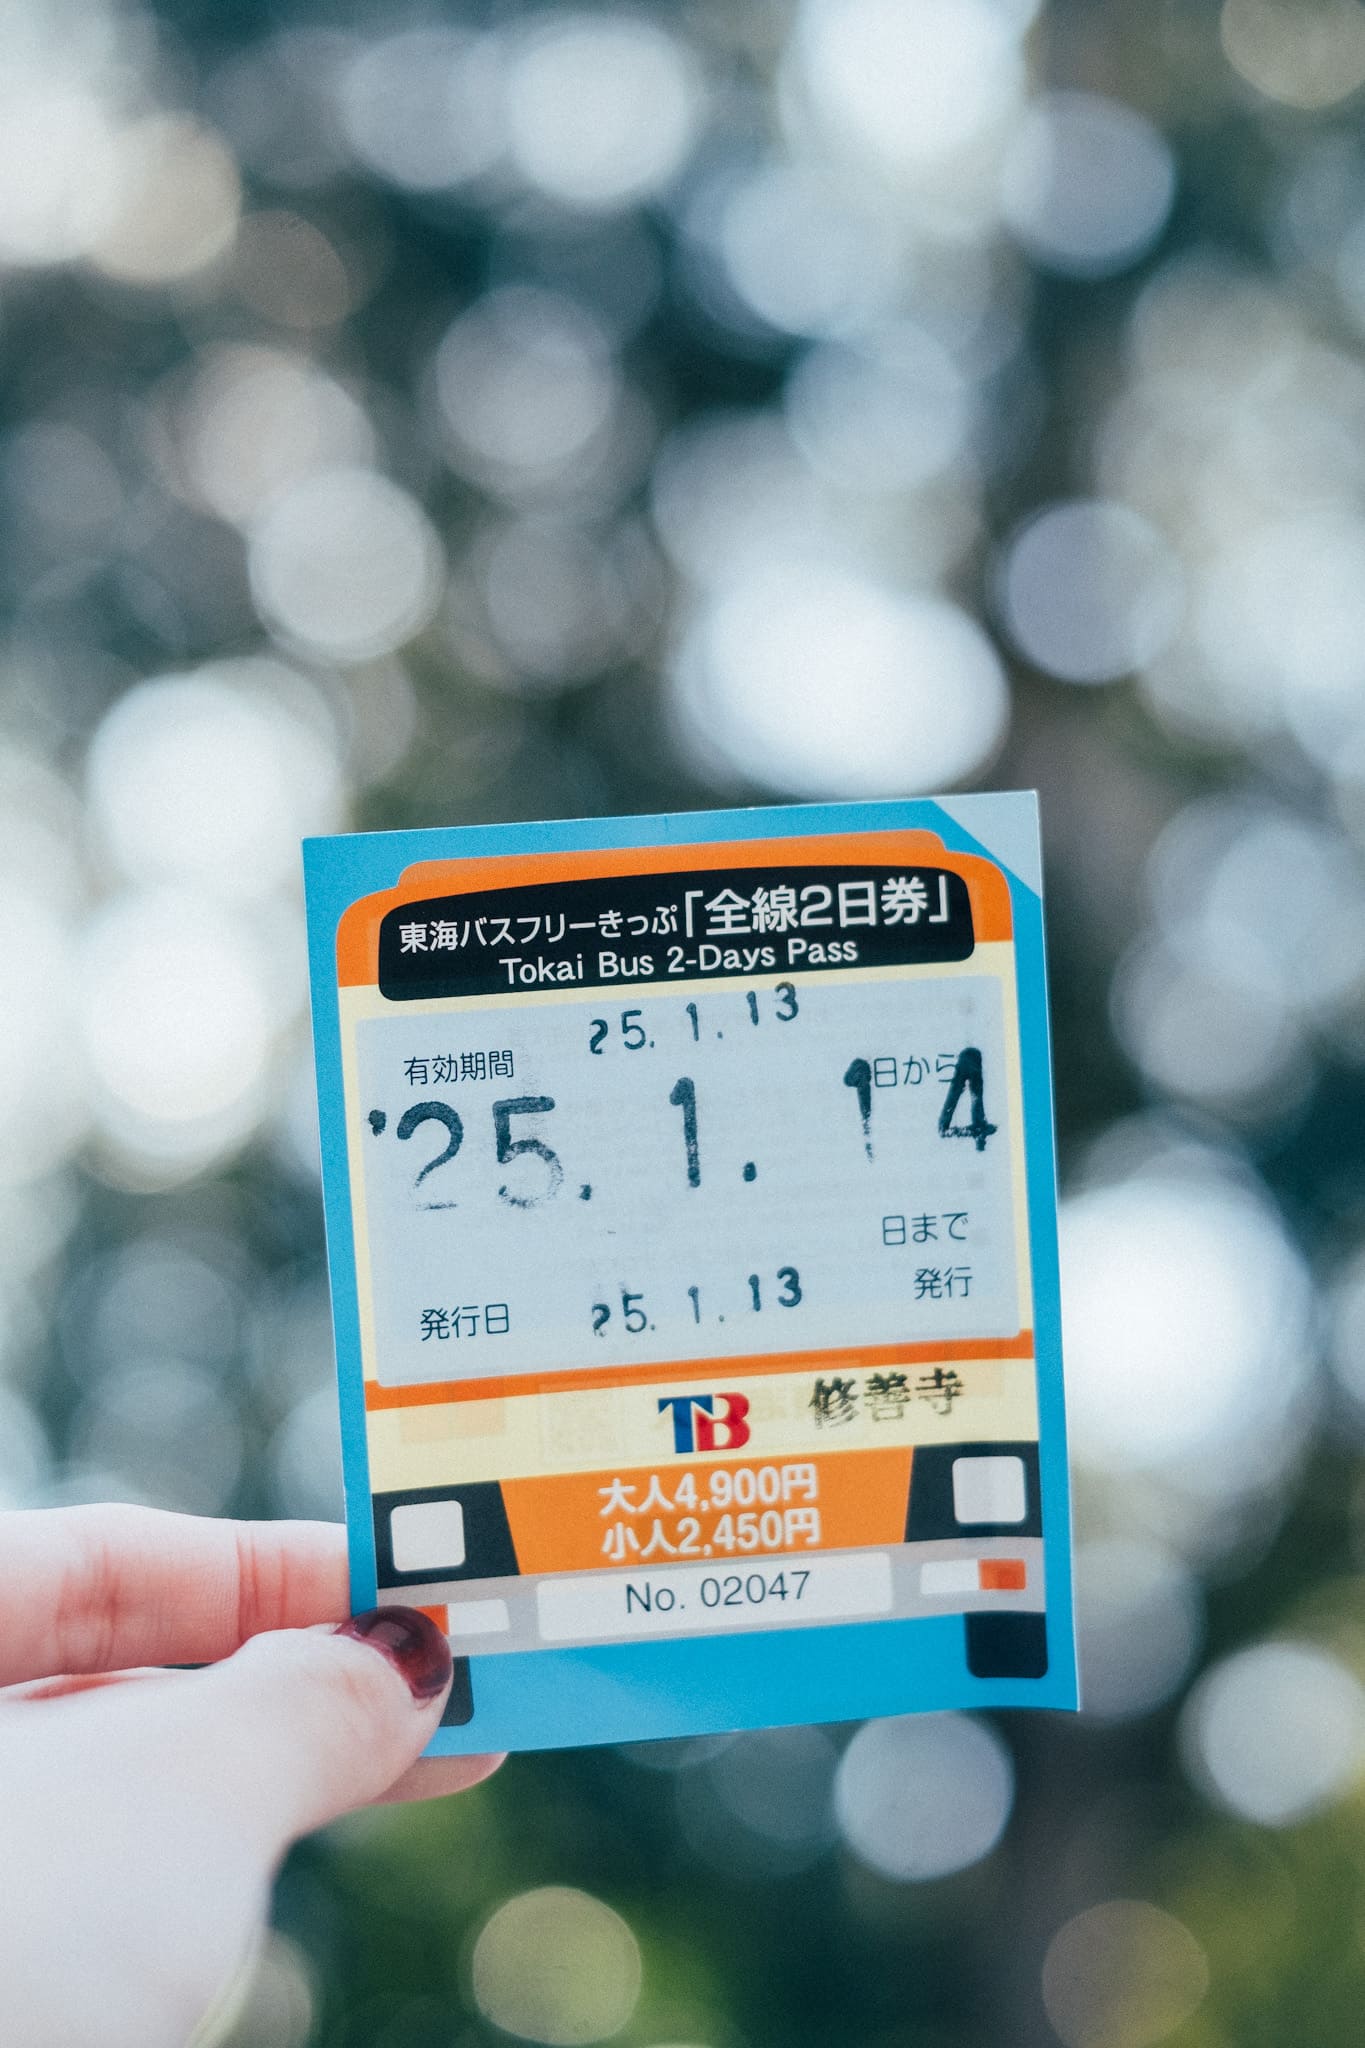 東海バスフリーきっぷ「全線2日券」
Tokai Bus 2-Days Pass
25. 1. 13
有効期間 日から
'25. 1. 14
日まで
発行日 25. 1. 13 発行
TB 修善寺
大人4,900円
小人2,450円
No. 02047